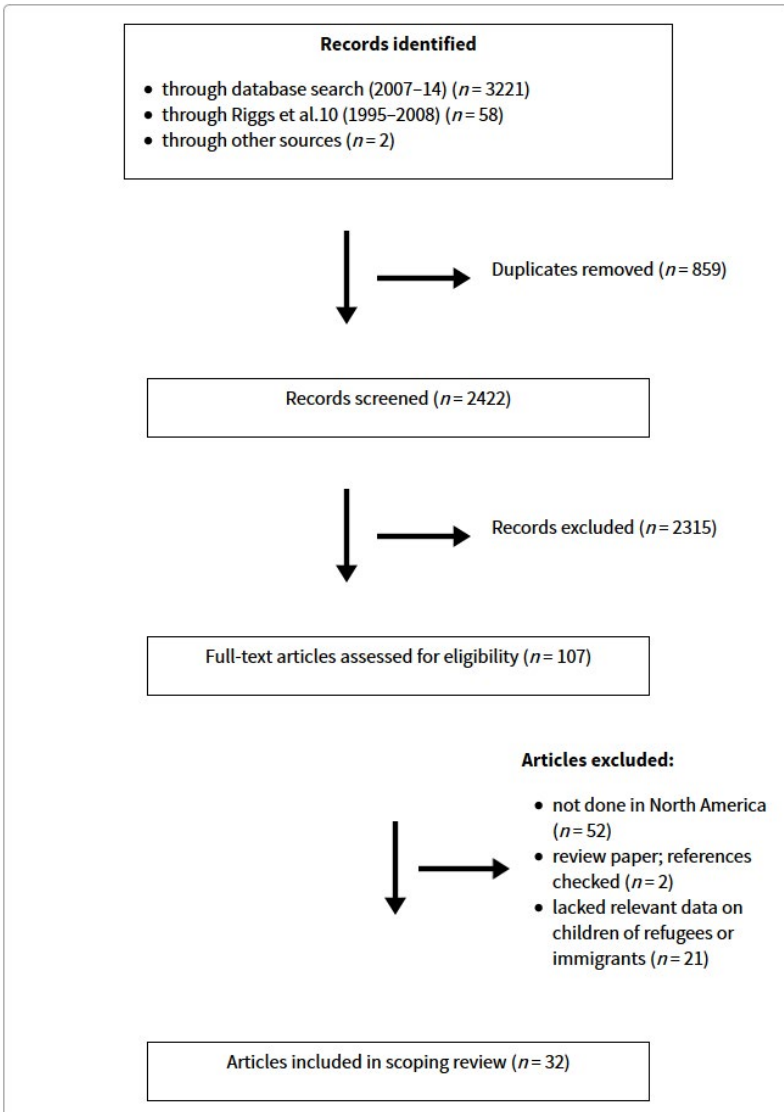 Records identified
• through database search (2007–14) (n = 3221)
• through Riggs et al.10 (1995–2008) (n = 58)
• through other sources (n = 2)
Duplicates removed (n = 859)
Records screened (n = 2422)
Records excluded (n = 2315)
Full-text articles assessed for eligibility (n = 107)
Articles excluded:
• not done in North America
(n = 52)
• review paper; references
checked (n = 2)
• lacked relevant data on
children of refugees or
immigrants (n = 21)
Articles included in scoping review (n = 32)